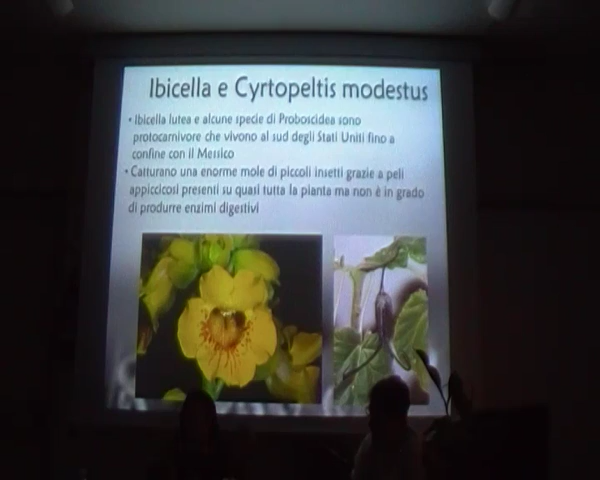 Ibicella e Cyrtopeltis modestus
• Ibicella lutea e alcune specie di Proboscidea sono
protocarnivore che vivono al sud degli Stati Uniti fino a
confine con il Messico
• Catturano una enorme mole di piccoli insetti grazie a peli
appiccicosi presenti su quasi tutta la pianta ma non è in grado
di produrre enzimi digestivi